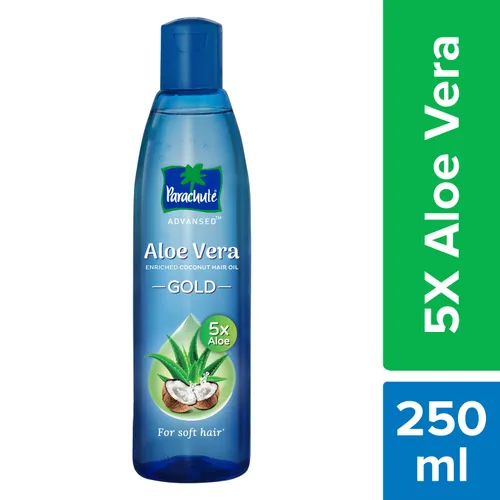 Parachute
ADVANSED™
Aloe Vera
ENRICHED COCONUT HAIR OIL
GOLD
5x
Aloe
For soft hair*
5X Aloe Vera
250
ml